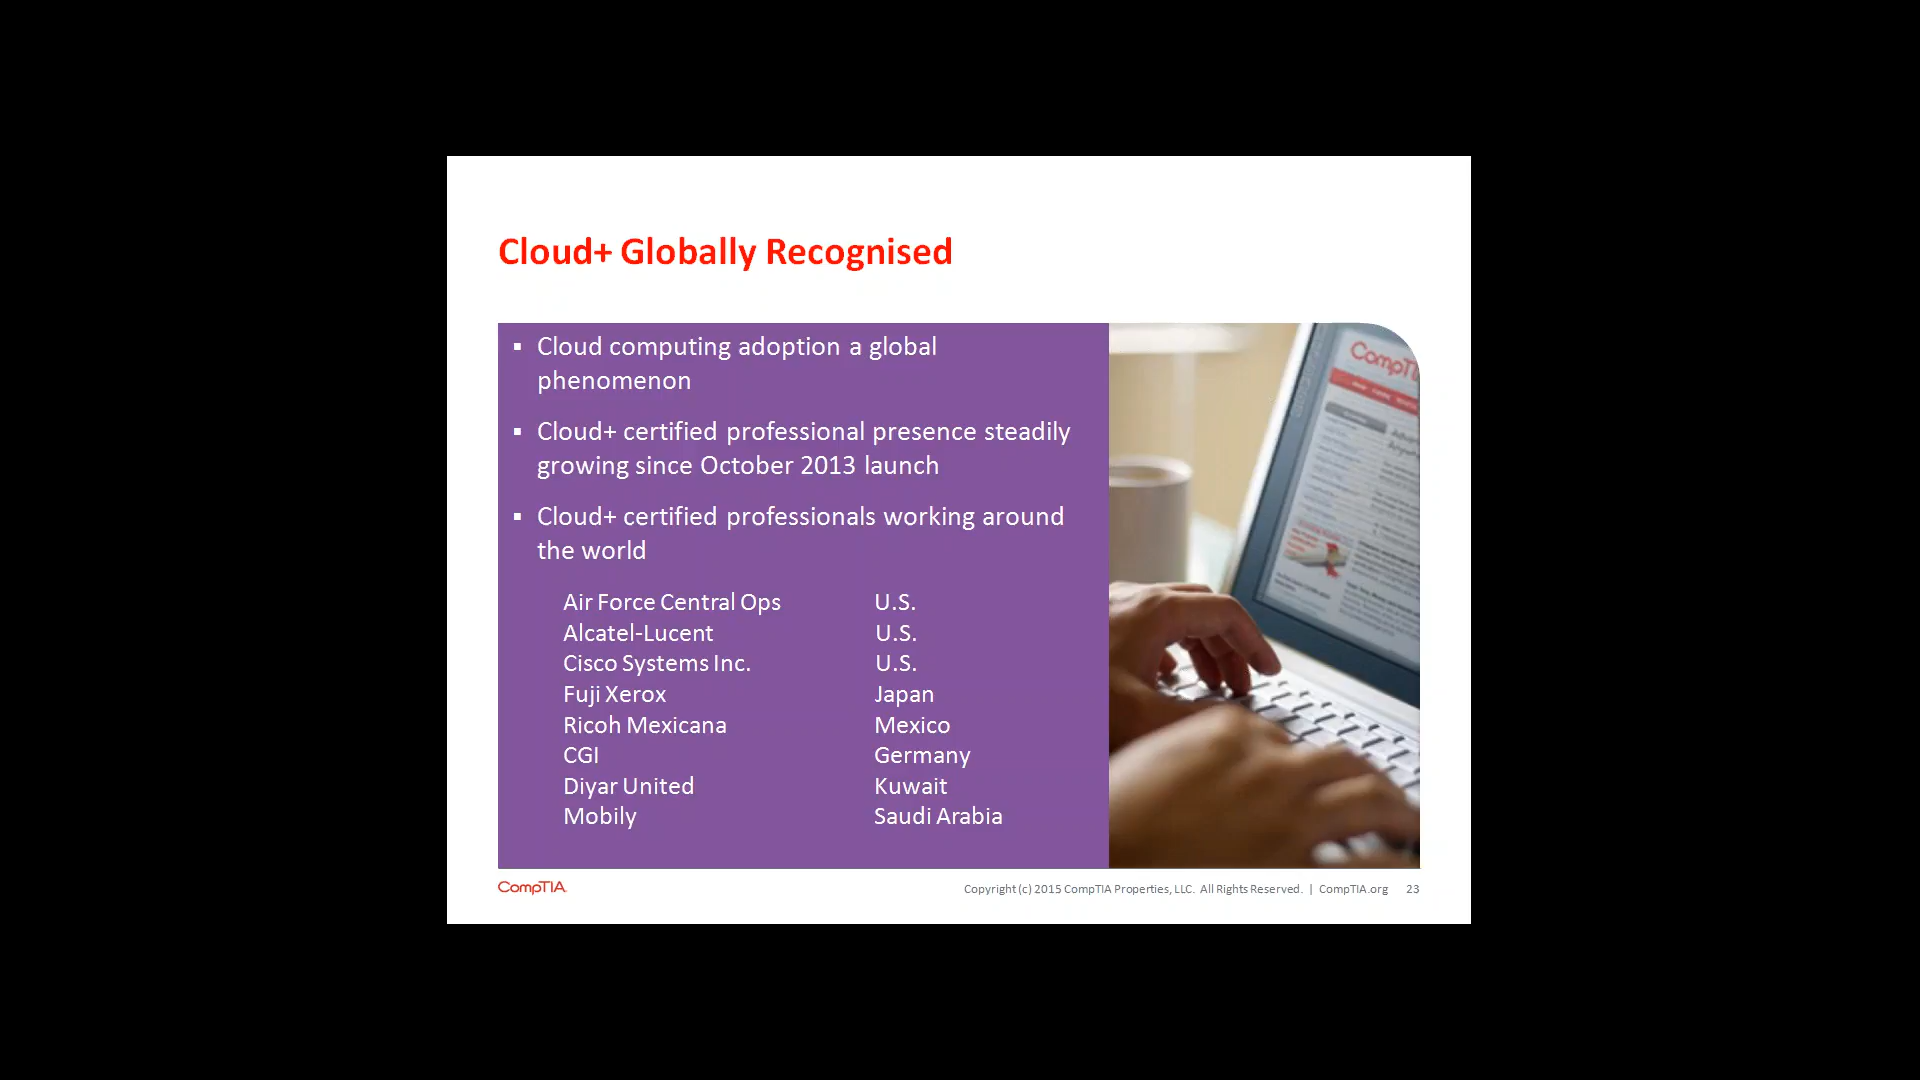 Cloud+ Globally Recognised
▪ Cloud computing adoption a global
phenomenon
▪ Cloud+ certified professional presence steadily
growing since October 2013 launch
▪ Cloud+ certified professionals working around
the world
Air Force Central Ops U.S.
Alcatel-Lucent U.S.
Cisco Systems Inc. U.S.
Fuji Xerox Japan
Ricoh Mexicana Mexico
CGI Germany
Diyar United Kuwait
Mobily Saudi Arabia
CompTIA
Copyright (c) 2015 CompTIA Properties, LLC. All Rights Reserved. | CompTIA.org 23